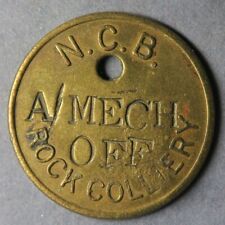 N.C.B.
A/MECH
OFF
ROCK COLLIERY